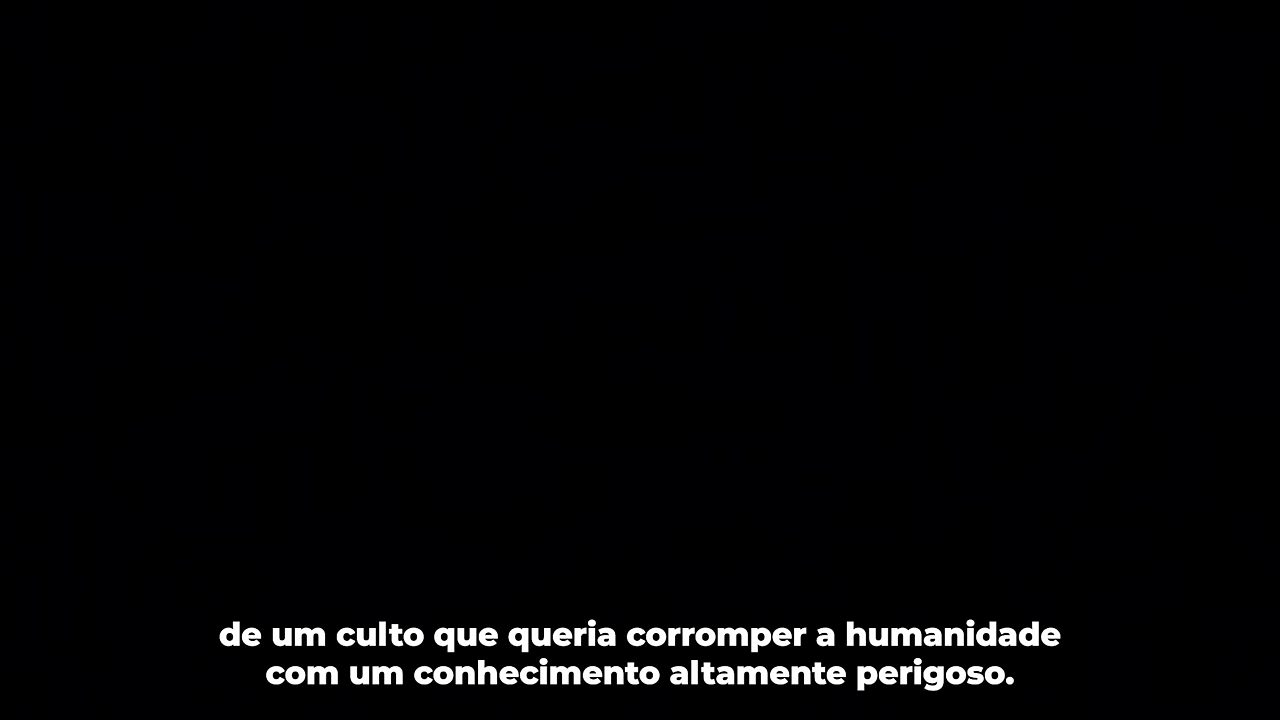 de um culto que queria corromper a humanidade
com um conhecimento altamente perigoso.